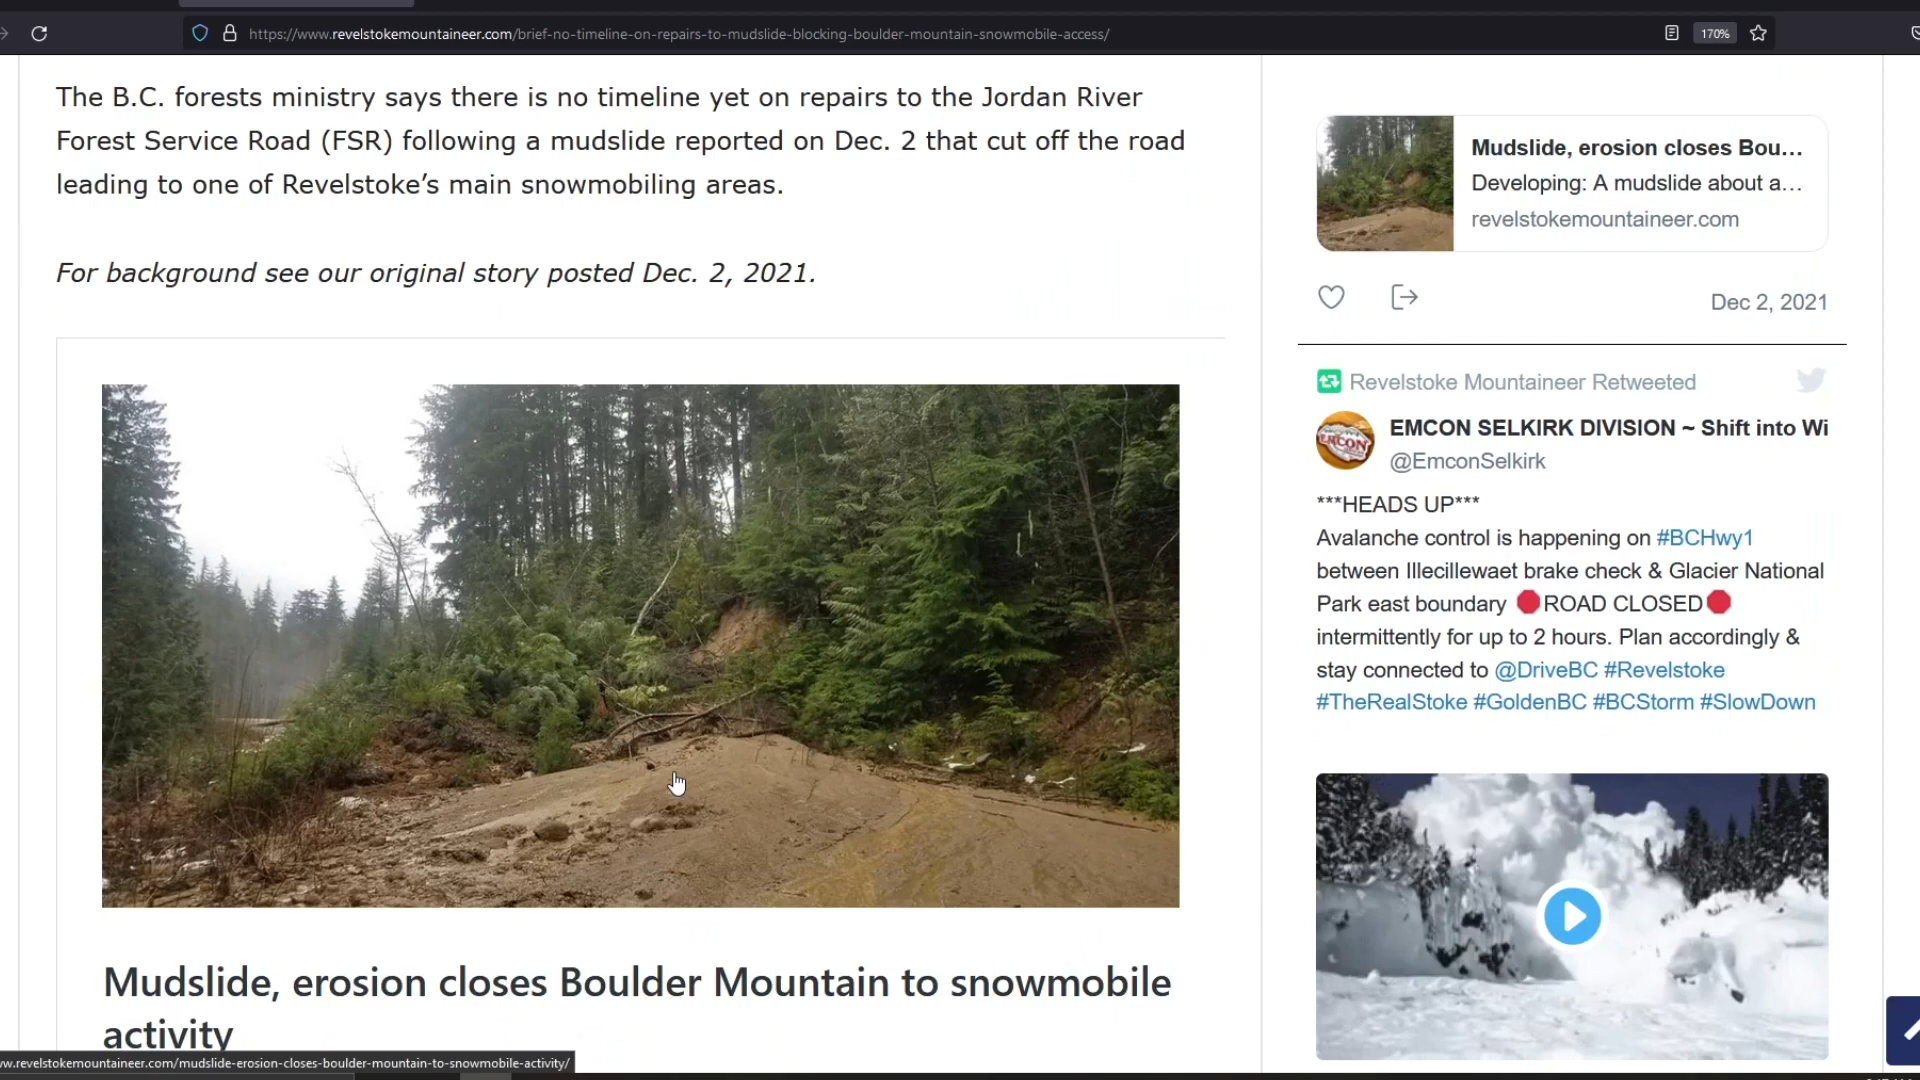 https://www.revelstokemountaineer.com/brief-no-timeline-on-repairs-to-mudslide-blocking-boulder-mountain-snowmobile-access/
170%
The B.C. forests ministry says there is no timeline yet on repairs to the Jordan River
Forest Service Road (FSR) following a mudslide reported on Dec. 2 that cut off the road
leading to one of Revelstoke’s main snowmobiling areas.
For background see our original story posted Dec. 2, 2021.
Mudslide, erosion closes Boulder Mountain to snowmobile
activity
Mudslide, erosion closes Bou…
Developing: A mudslide about a…
revelstokemountaineer.com
Dec 2, 2021
Revelstoke Mountaineer Retweeted
EMCON
EMCON SELKIRK DIVISION ~ Shift into Wi
@EmconSelkirk
***HEADS UP***
Avalanche control is happening on #BCHwy1
between Illecillewaet brake check & Glacier National
Park east boundary 🛑ROAD CLOSED🛑
intermittently for up to 2 hours. Plan accordingly &
stay connected to @DriveBC #Revelstoke
#TheRealStoke #GoldenBC #BCStorm #SlowDown
ww.revelstokemountaineer.com/mudslide-erosion-closes-boulder-mountain-to-snowmobile-activity/